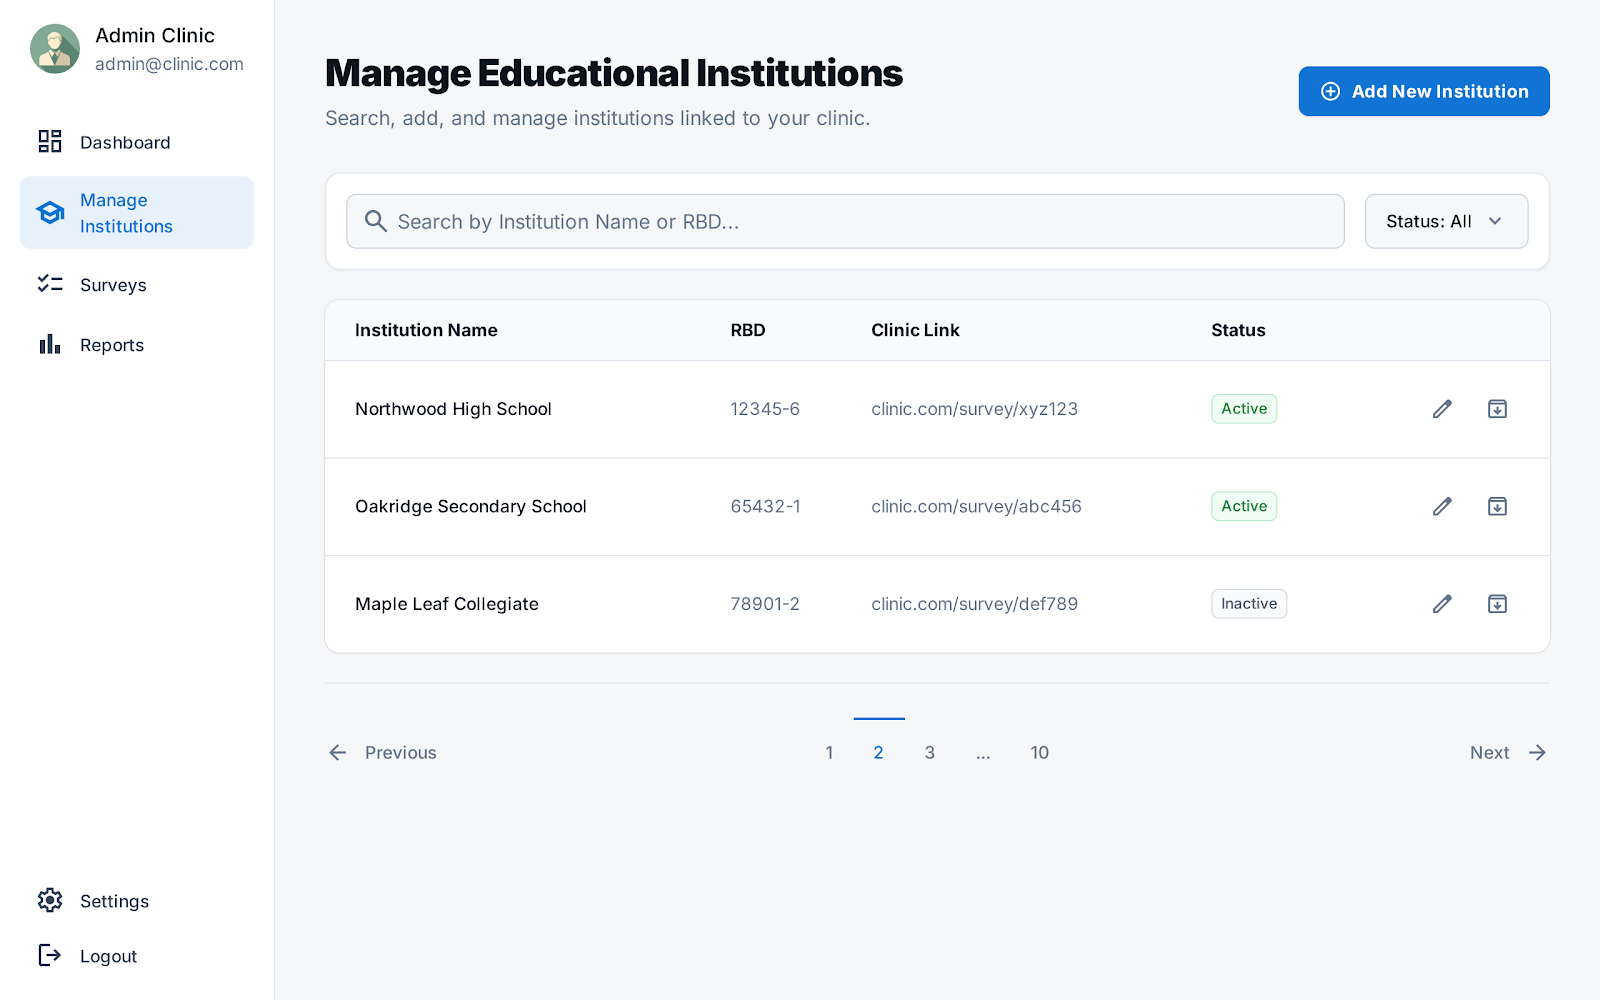 Admin Clinic
admin@clinic.com
Dashboard
Manage
Institutions
Surveys
Reports
Settings
Logout
Manage Educational Institutions
Search, add, and manage institutions linked to your clinic.
Add New Institution
Search by Institution Name or RBD...
Status: All
Institution Name RBD Clinic Link Status
Northwood High School 12345-6 clinic.com/survey/xyz123 Active
Oakridge Secondary School 65432-1 clinic.com/survey/abc456 Active
Maple Leaf Collegiate 78901-2 clinic.com/survey/def789 Inactive
Previous 1 2 3 ... 10 Next